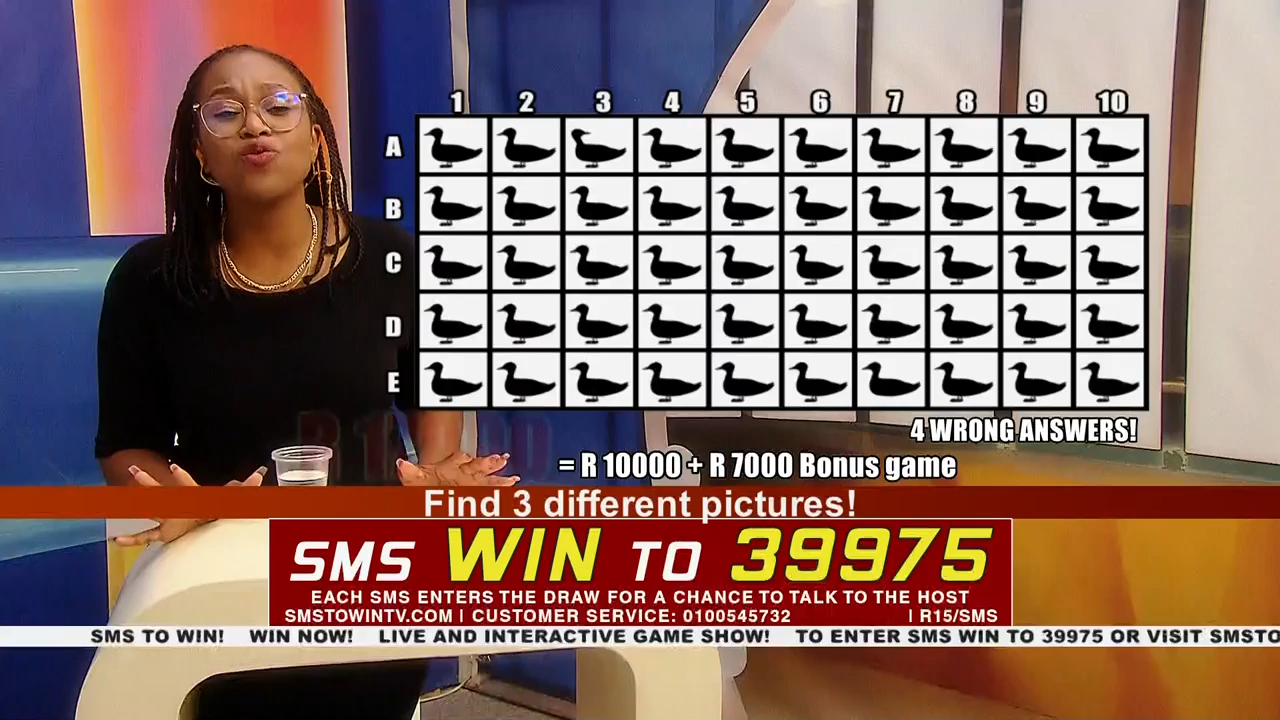 1 2 3 4 5 6 7 8 9 10
A
B
C
D
E
4 WRONG ANSWERS!
= R 10000 + R 7000 Bonus game
Find 3 different pictures!
SMS WIN TO 39975
EACH SMS ENTERS THE DRAW FOR A CHANCE TO TALK TO THE HOST
SMSTOWINTV.COM | CUSTOMER SERVICE: 0100545732 | R15/SMS
SMS TO WIN! WIN NOW! LIVE AND INTERACTIVE GAME SHOW! TO ENTER SMS WIN TO 39975 OR VISIT SMSTO